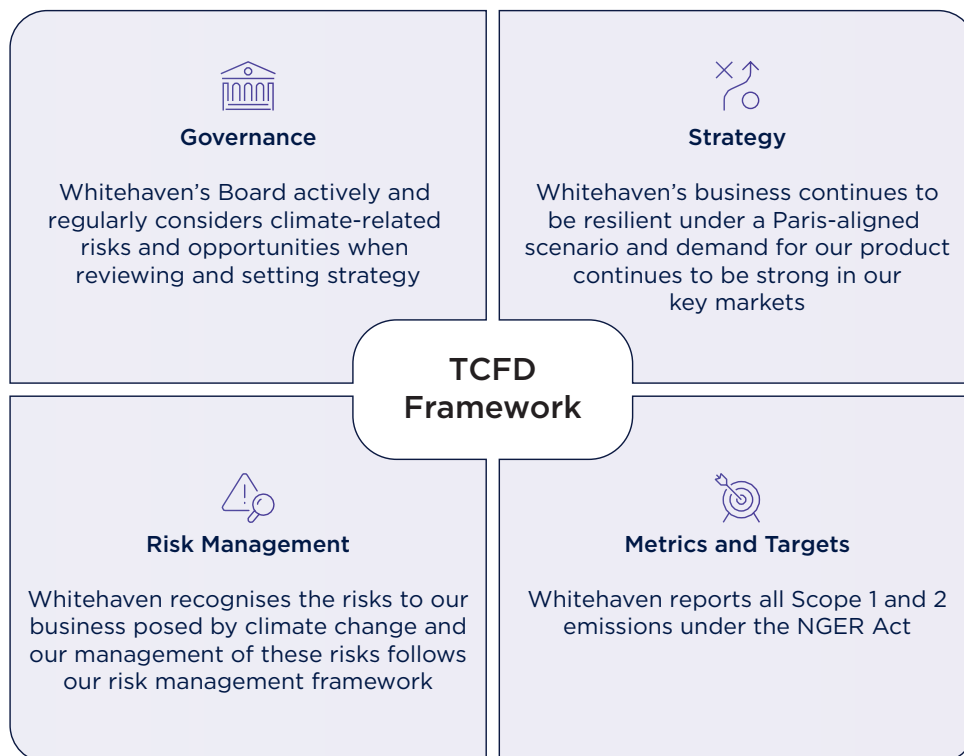 Governance
Whitehaven's Board actively and
regularly considers climate-related
risks and opportunities when
reviewing and setting strategy
Strategy
Whitehaven's business continues to
be resilient under a Paris-aligned
scenario and demand for our product
continues to be strong in our
key markets
TCFD
Framework
Risk Management
Whitehaven recognises the risks to our
business posed by climate change and
our management of these risks follows
our risk management framework
Metrics and Targets
Whitehaven reports all Scope 1 and 2
emissions under the NGER Act